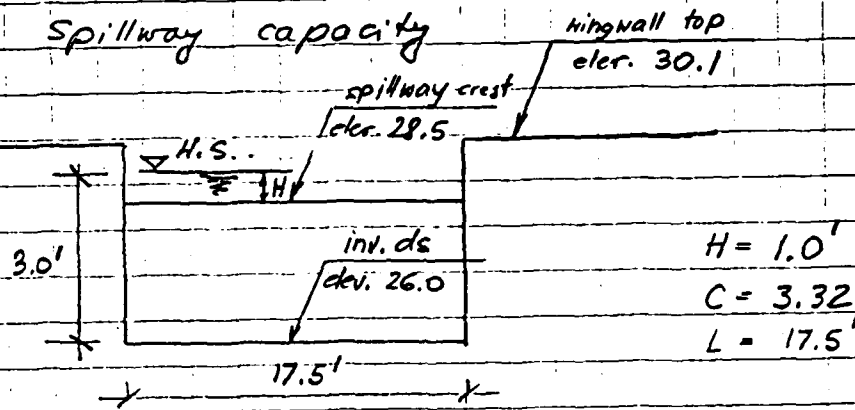 Spillway capacity
wingwall top
elev. 30.1
spillway crest
elev. 28.5
H.S..
H
3.0'
inv. ds
elev. 26.0
H = 1.0'
C = 3.32
L = 17.5'
17.5'